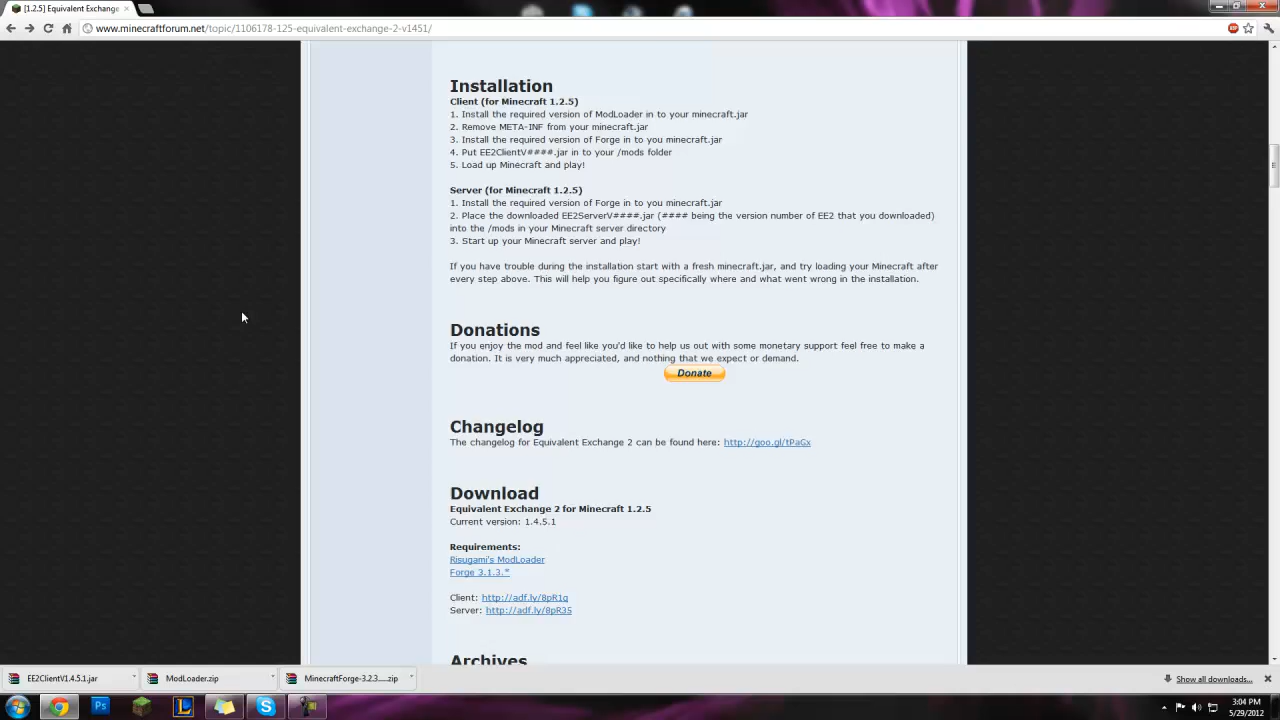 [1.2.5] Equivalent Exchange
www.minecraftforum.net/topic/1106178-125-equivalent-exchange-2-v1451/
Installation
Client (for Minecraft 1.2.5)
1. Install the required version of ModLoader in to your minecraft.jar
2. Remove META-INF from your minecraft.jar
3. Install the required version of Forge in to you minecraft.jar
4. Put EE2ClientV####.jar in to your /mods folder
5. Load up Minecraft and play!
Server (for Minecraft 1.2.5)
1. Install the required version of Forge in to you minecraft.jar
2. Place the downloaded EE2ServerV####.jar (#### being the version number of EE2 that you downloaded)
into the /mods in your Minecraft server directory
3. Start up your Minecraft server and play!
If you have trouble during the installation start with a fresh minecraft.jar, and try loading your Minecraft after
every step above. This will help you figure out specifically where and what went wrong in the installation.
Donations
If you enjoy the mod and feel like you'd like to help us out with some monetary support feel free to make a
donation. It is very much appreciated, and nothing that we expect or demand.
Donate
Changelog
The changelog for Equivalent Exchange 2 can be found here: http://goo.gl/tPaGx
Download
Equivalent Exchange 2 for Minecraft 1.2.5
Current version: 1.4.5.1
Requirements:
Risugami's ModLoader
Forge 3.1.3.*
Client: http://adf.ly/8pR1q
Server: http://adf.ly/8pR35
Archives
EE2ClientV1.4.5.1.jar
ModLoader.zip
MinecraftForge-3.2.3.....zip
Show all downloads...
Ps
L
3:04 PM
5/29/2012